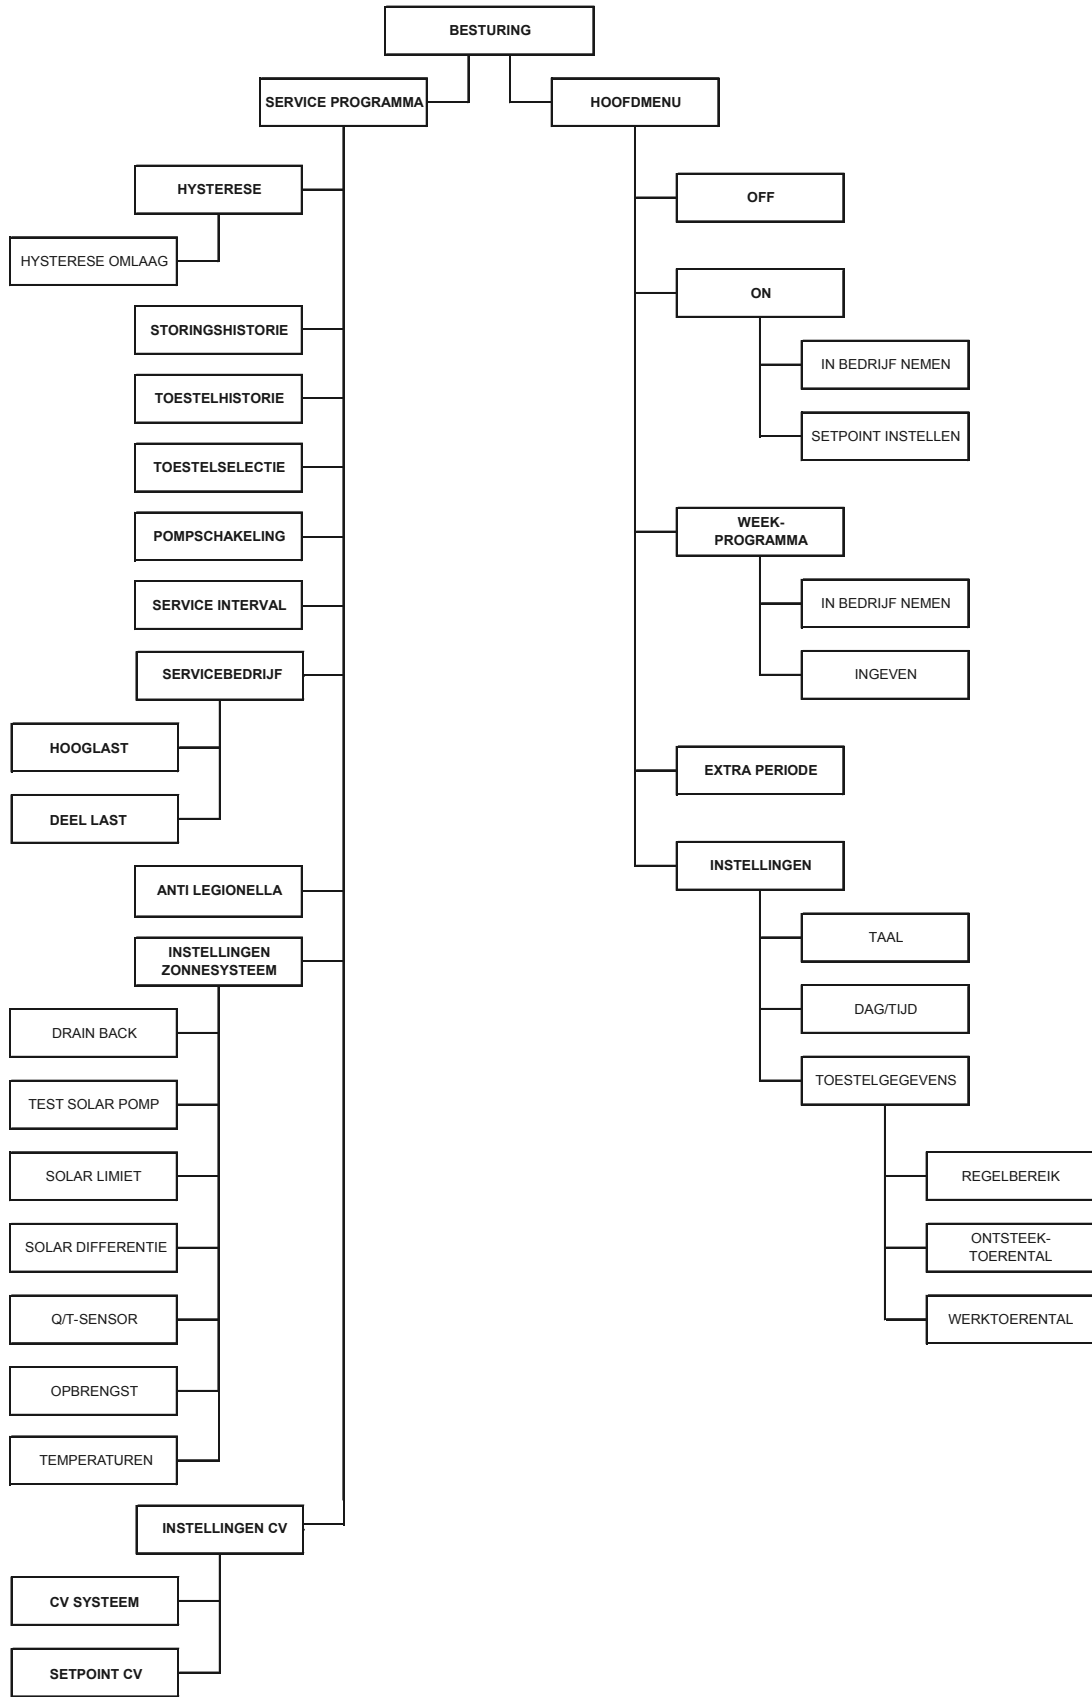 BESTURING
SERVICE PROGRAMMA
HYSTERESE
HYSTERESE OMLAAG
STORINGSHISTORIE
TOESTELHISTORIE
TOESTELSELECTIE
POMPSCHAKELING
SERVICE INTERVAL
SERVICEBEDRIJF
HOOGLAST
DEEL LAST
ANTI LEGIONELLA
INSTELLINGEN
ZONNESYSTEEM
DRAIN BACK
TEST SOLAR POMP
SOLAR LIMIET
SOLAR DIFFERENTIE
Q/T-SENSOR
OPBRENGST
TEMPERATUREN
INSTELLINGEN CV
CV SYSTEEM
SETPOINT CV
HOOFDMENU
OFF
ON
IN BEDRIJF NEMEN
SETPOINT INSTELLEN
WEEK-
PROGRAMMA
IN BEDRIJF NEMEN
INGEVEN
EXTRA PERIODE
INSTELLINGEN
TAAL
DAG/TIJD
TOESTELGEGEVENS
REGELBEREIK
ONTSTEEK-
TOERENTAL
WERKTOERENTAL